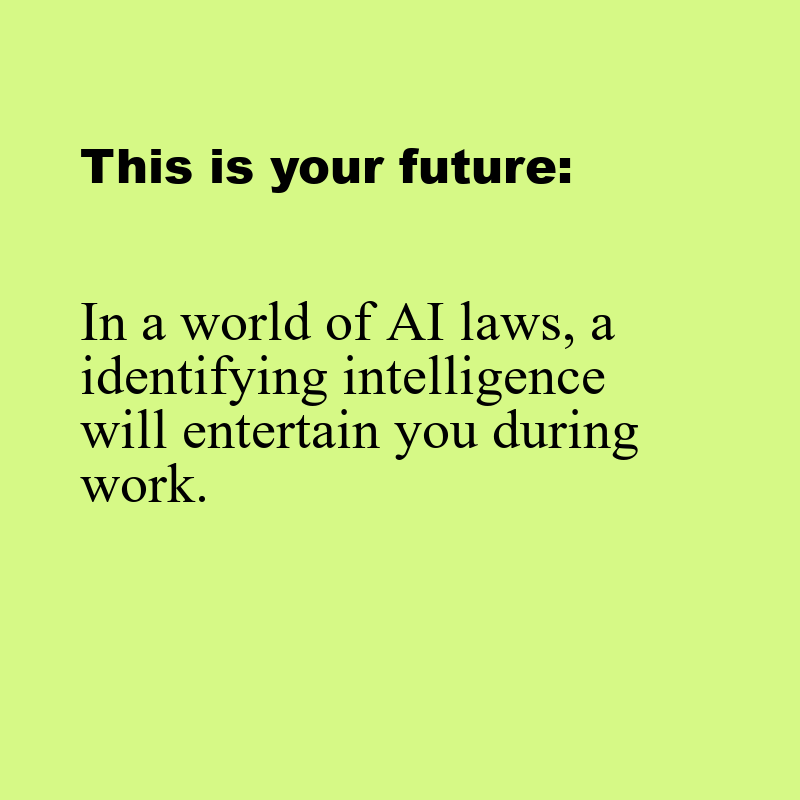 This is your future:
In a world of AI laws, a
identifying intelligence
will entertain you during
work.